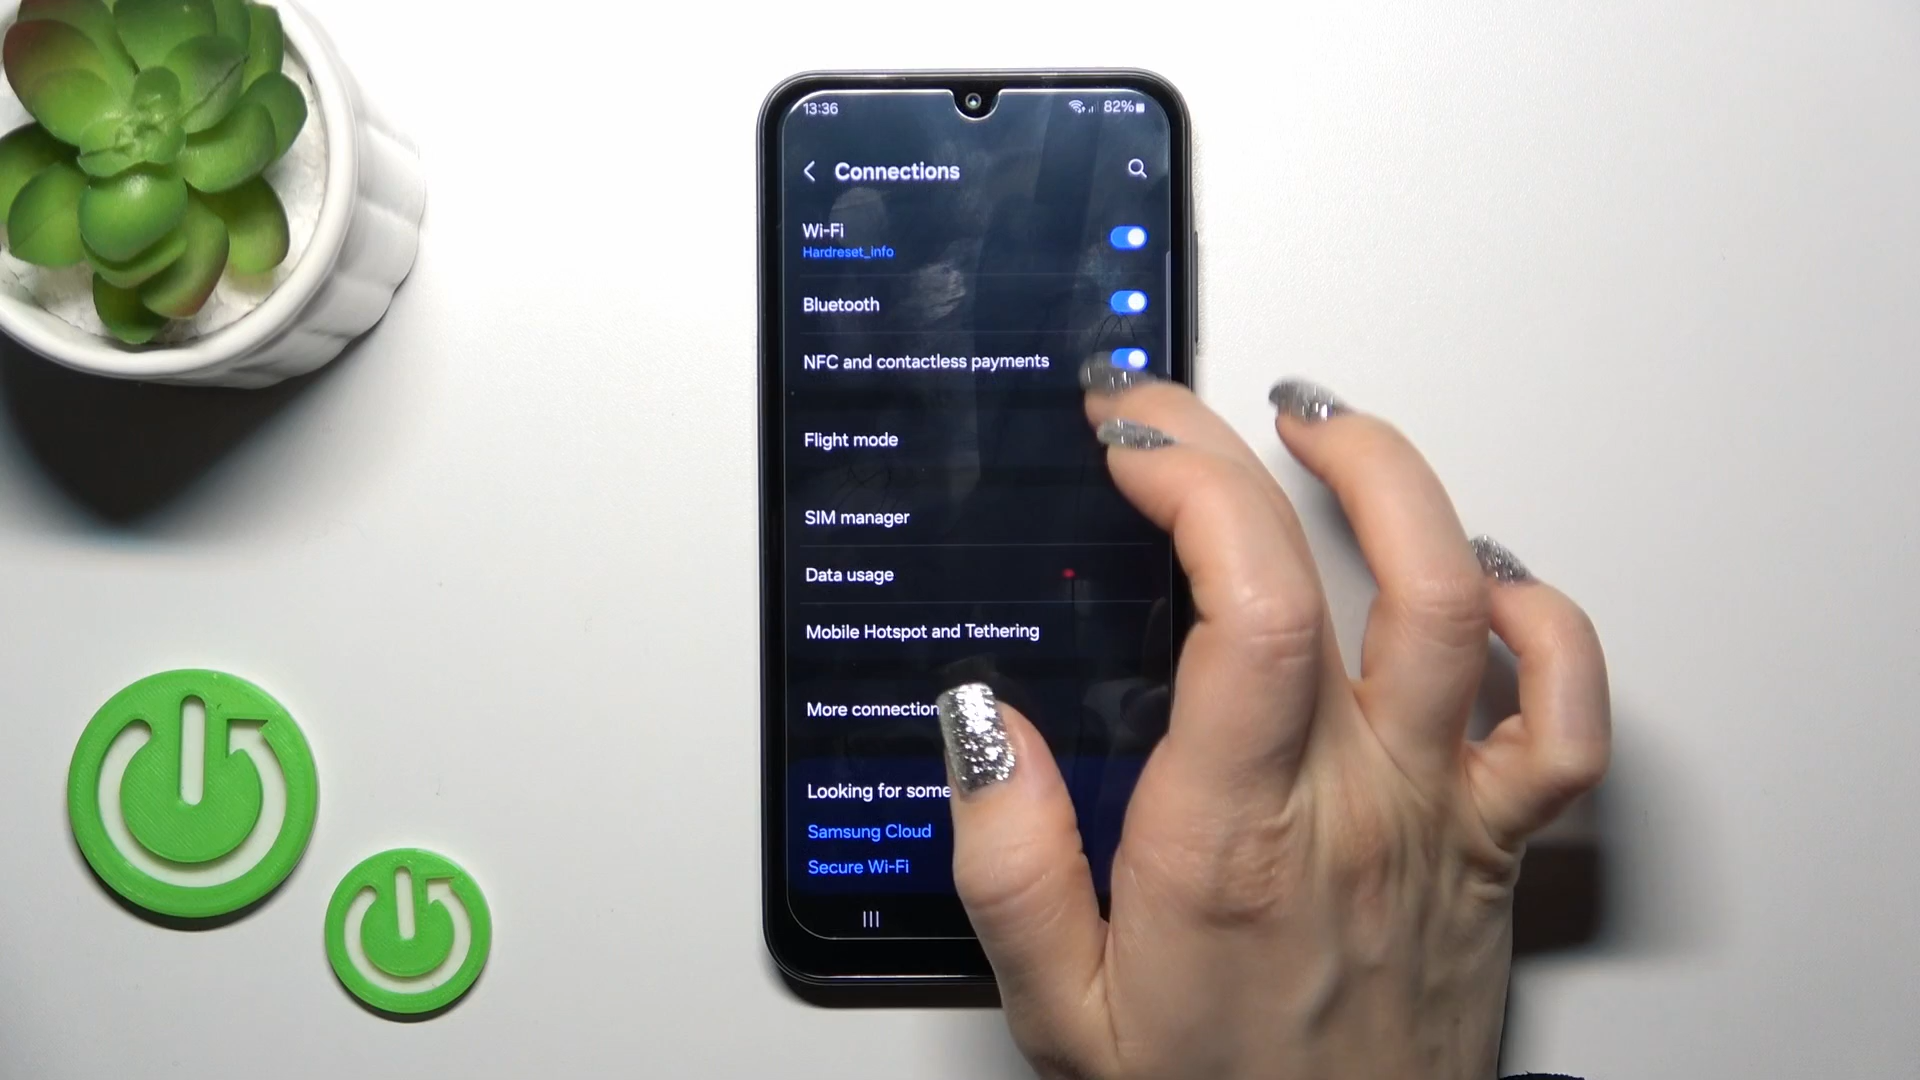 13:36
82%
Connections
Wi-Fi
Hardreset_info
Bluetooth
NFC and contactless payments
Flight mode
SIM manager
Data usage
Mobile Hotspot and Tethering
More connection
Looking for some
Samsung Cloud
Secure Wi-Fi